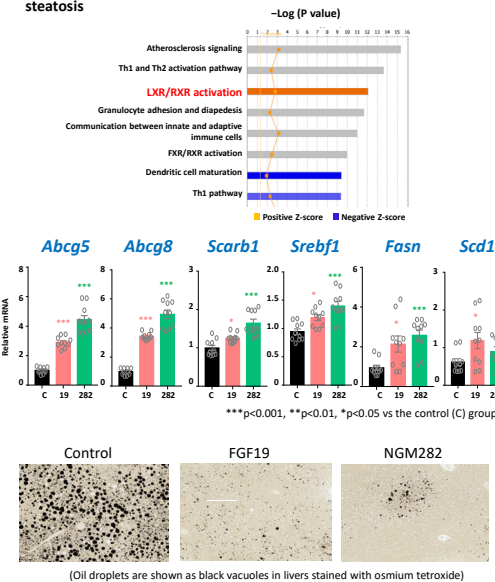 steatosis
−Log (P value)
0 1 2 3 4 5 6 7 8 9 10 11 12 13 14 15 16
Atherosclerosis signaling
Th1 and Th2 activation pathway
LXR/RXR activation
Granulocyte adhesion and diapedesis
Communication between innate and adaptive
immune cells
FXR/RXR activation
Dendritic cell maturation
Th1 pathway
Positive Z-score Negative Z-score
Abcg5 Abcg8 Scarb1 Srebf1 Fasn Scd1
Relative mRNA
8 8 3 2.0 6 3
*** *** *** *** ***
6 6 1.5
2 4 2
*** *** * * * *
4 4 1.0
1 2 1
2 2 0.5
0 0 0 0 0 0
C 19 282 C 19 282 C 19 282 C 19 282 C 19 282 C 19
***p<0.001, **p<0.01, *p<0.05 vs the control (C) group
Control FGF19 NGM282
(Oil droplets are shown as black vacuoles in livers stained with osmium tetroxide)